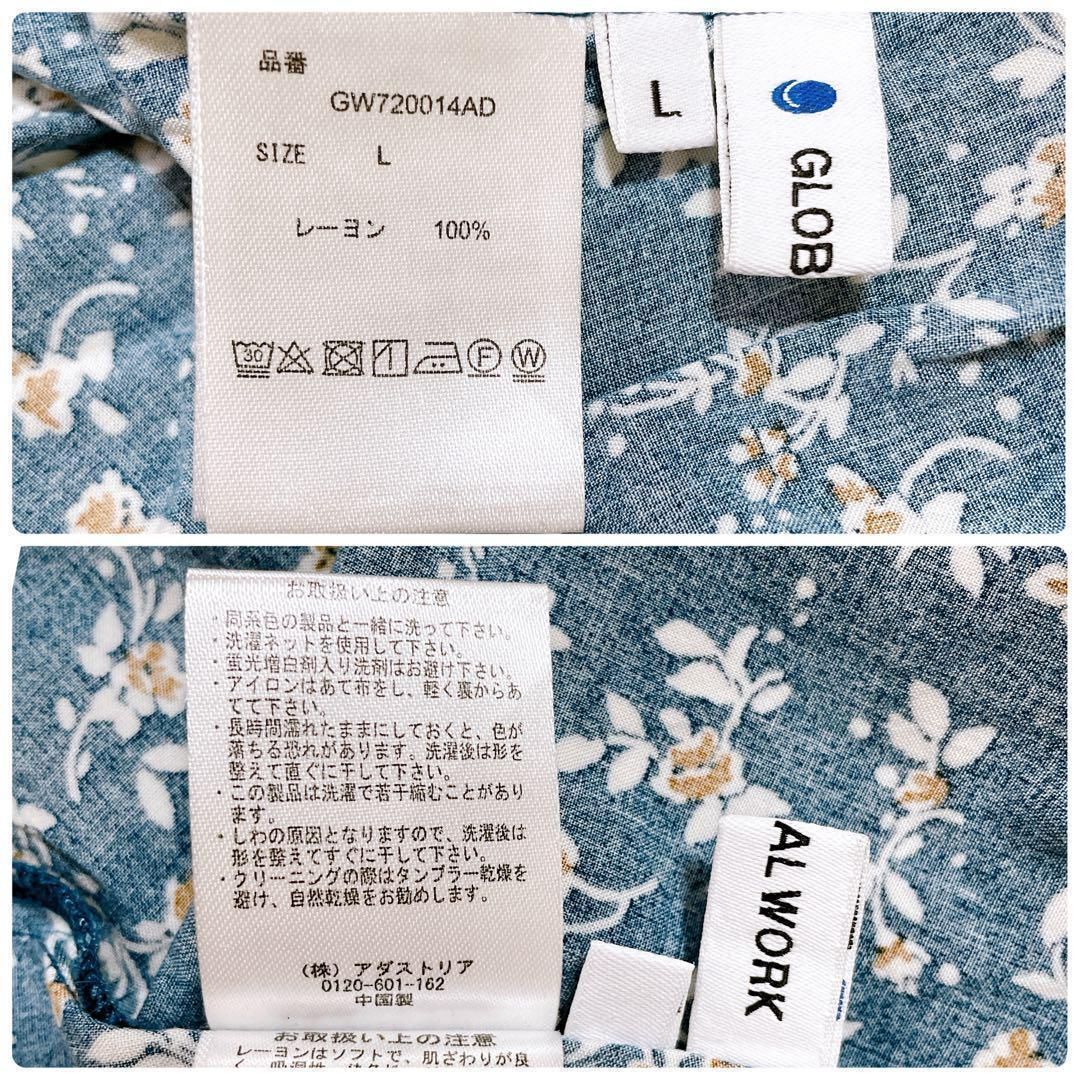 品番
GW720014AD
SIZE L
レーヨン 100%
30
F W
L
GLOB
お取扱い上の注意
・同系色の製品と一緒に洗って下さい。
・洗濯ネットを使用して下さい。
・蛍光増白剤入り洗剤はお避け下さい。
・アイロンはあて布をし、軽く裏からあ
てて下さい。
・長時間濡れたままにしておくと、色が
落ちる恐れがあります。洗濯後は形を
整えて直ぐに干して下さい。
・この製品は洗濯で若干縮むことがあり
ます。
・しわの原因となりますので、洗濯後は
形を整えてすぐに干して下さい。
・クリーニングの際はタンブラー乾燥を
避け、自然乾燥をお勧めします。
(株) アダストリア
0120-601-162
中国製
お取扱い上の注意
レーヨンはソフトで、肌ざわりが良
AL WORK